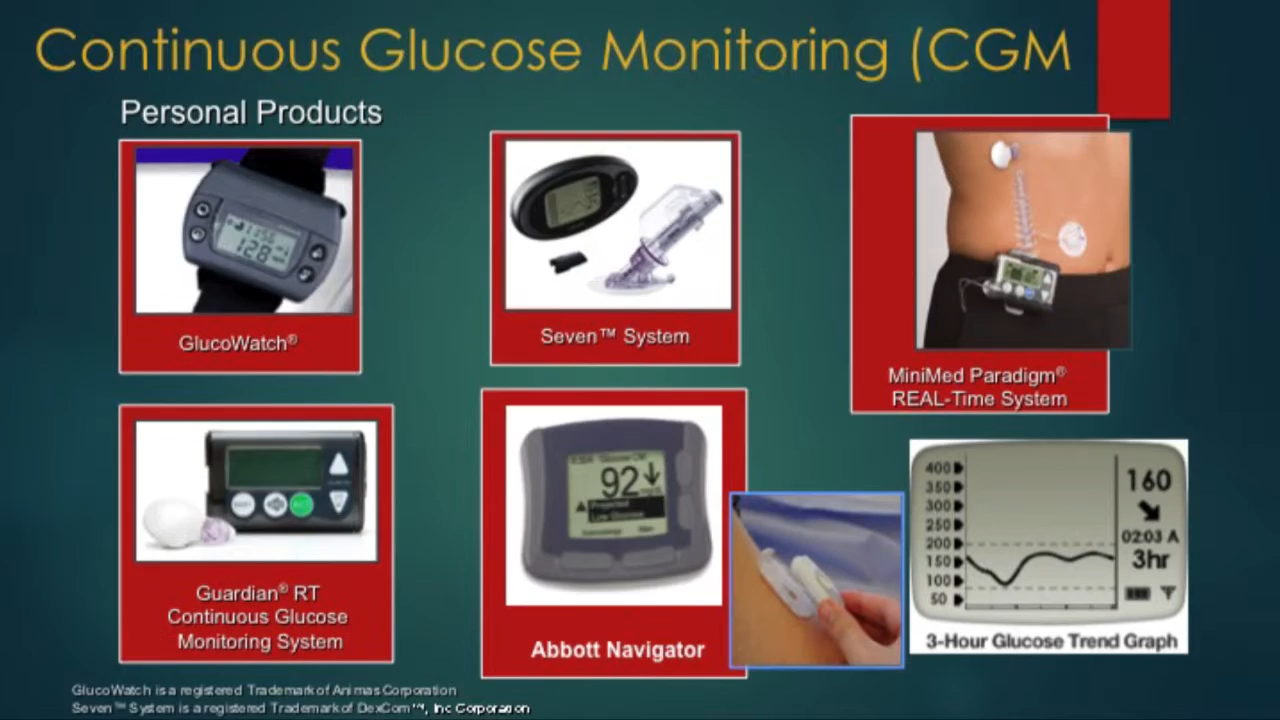 Continuous Glucose Monitoring (CGM
Personal Products
128
GlucoWatch®
Seven™ System
MiniMed Paradigm®
REAL-Time System
Guardian® RT
Continuous Glucose
Monitoring System
92
Low Glucose
Abbott Navigator
400
350
300
250
200
150
100
50
160
02:03 A
3hr
3-Hour Glucose Trend Graph
GlucoWatch is a registered Trademark of Animas Corporation
Seven™ System is a registered Trademark of DexCom™, Inc Corporation